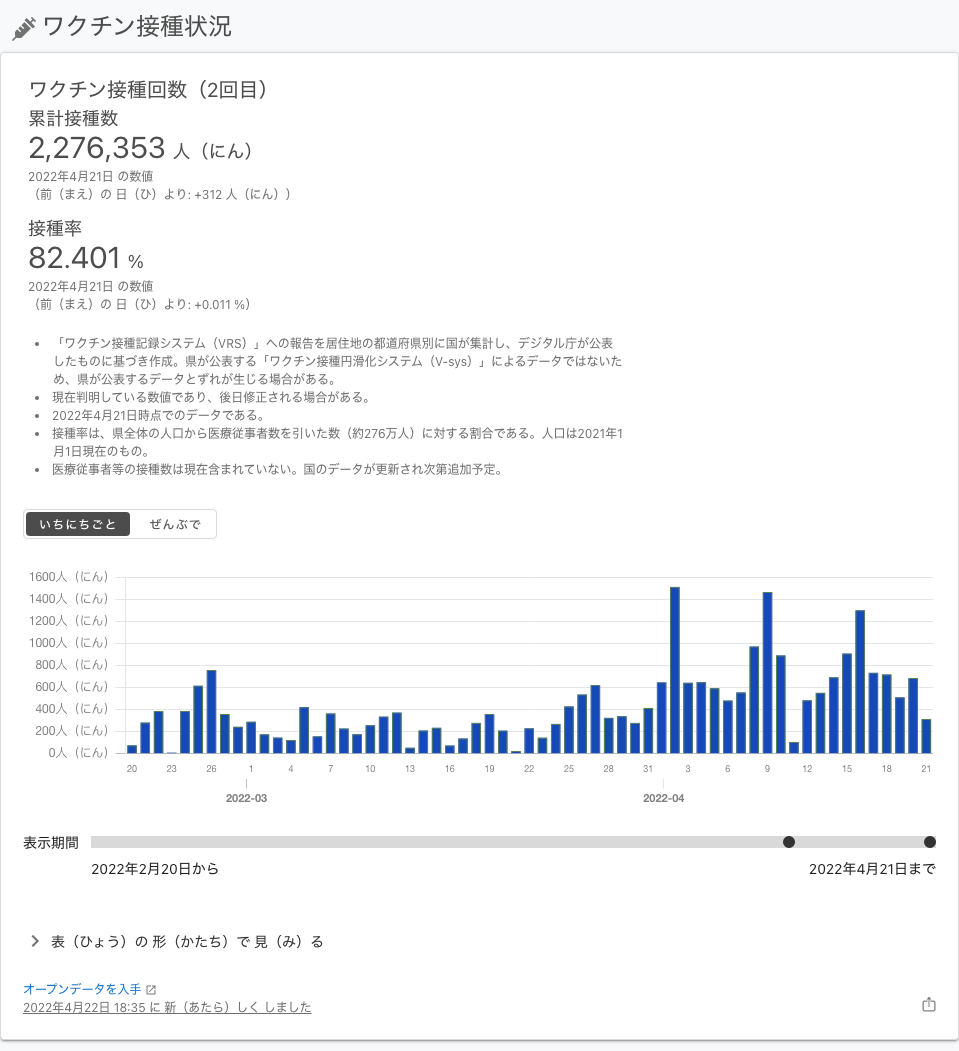 ワクチン接種状況
ワクチン接種回数（2回目）
累計接種数
2,276,353 人（にん）
2022年4月21日 の数値
（前（まえ）の 日（ひ）より: +312 人（にん））
接種率
82.401 %
2022年4月21日 の数値
（前（まえ）の 日（ひ）より: +0.011 %）
• 「ワクチン接種記録システム（VRS）」への報告を居住地の都道府県別に国が集計し、デジタル庁が公表
したものに基づき作成。県が公表する「ワクチン接種円滑化システム（V-sys）」によるデータではないた
め、県が公表するデータとずれが生じる場合がある。
• 現在判明している数値であり、後日修正される場合がある。
• 2022年4月21日時点でのデータである。
• 接種率は、県全体の人口から医療従事者数を引いた数（約276万人）に対する割合である。人口は2021年1
月1日現在のもの。
• 医療従事者等の接種数は現在含まれていない。国のデータが更新され次第追加予定。
いちにちごと ぜんぶで
1600人（にん）
1400人（にん）
1200人（にん）
1000人（にん）
800人（にん）
600人（にん）
400人（にん）
200人（にん）
0人（にん）
20 23 26 1 4 7 10 13 16 19 22 25 28 31 3 6 9 12 15 18 21
2022-03 2022-04
表示期間
2022年2月20日から 2022年4月21日まで
表（ひょう）の 形（かたち）で 見（み）る
オープンデータを入手
2022年4月22日 18:35 に 新（あたら）しく しました